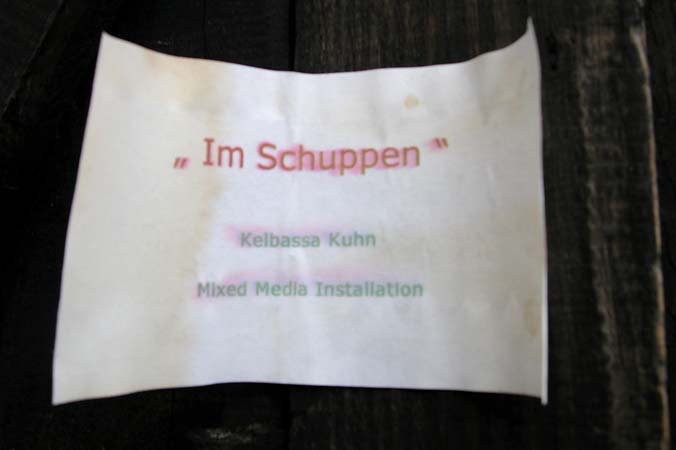 „ Im Schuppen “
Kelbassa Kuhn
Mixed Media Installation